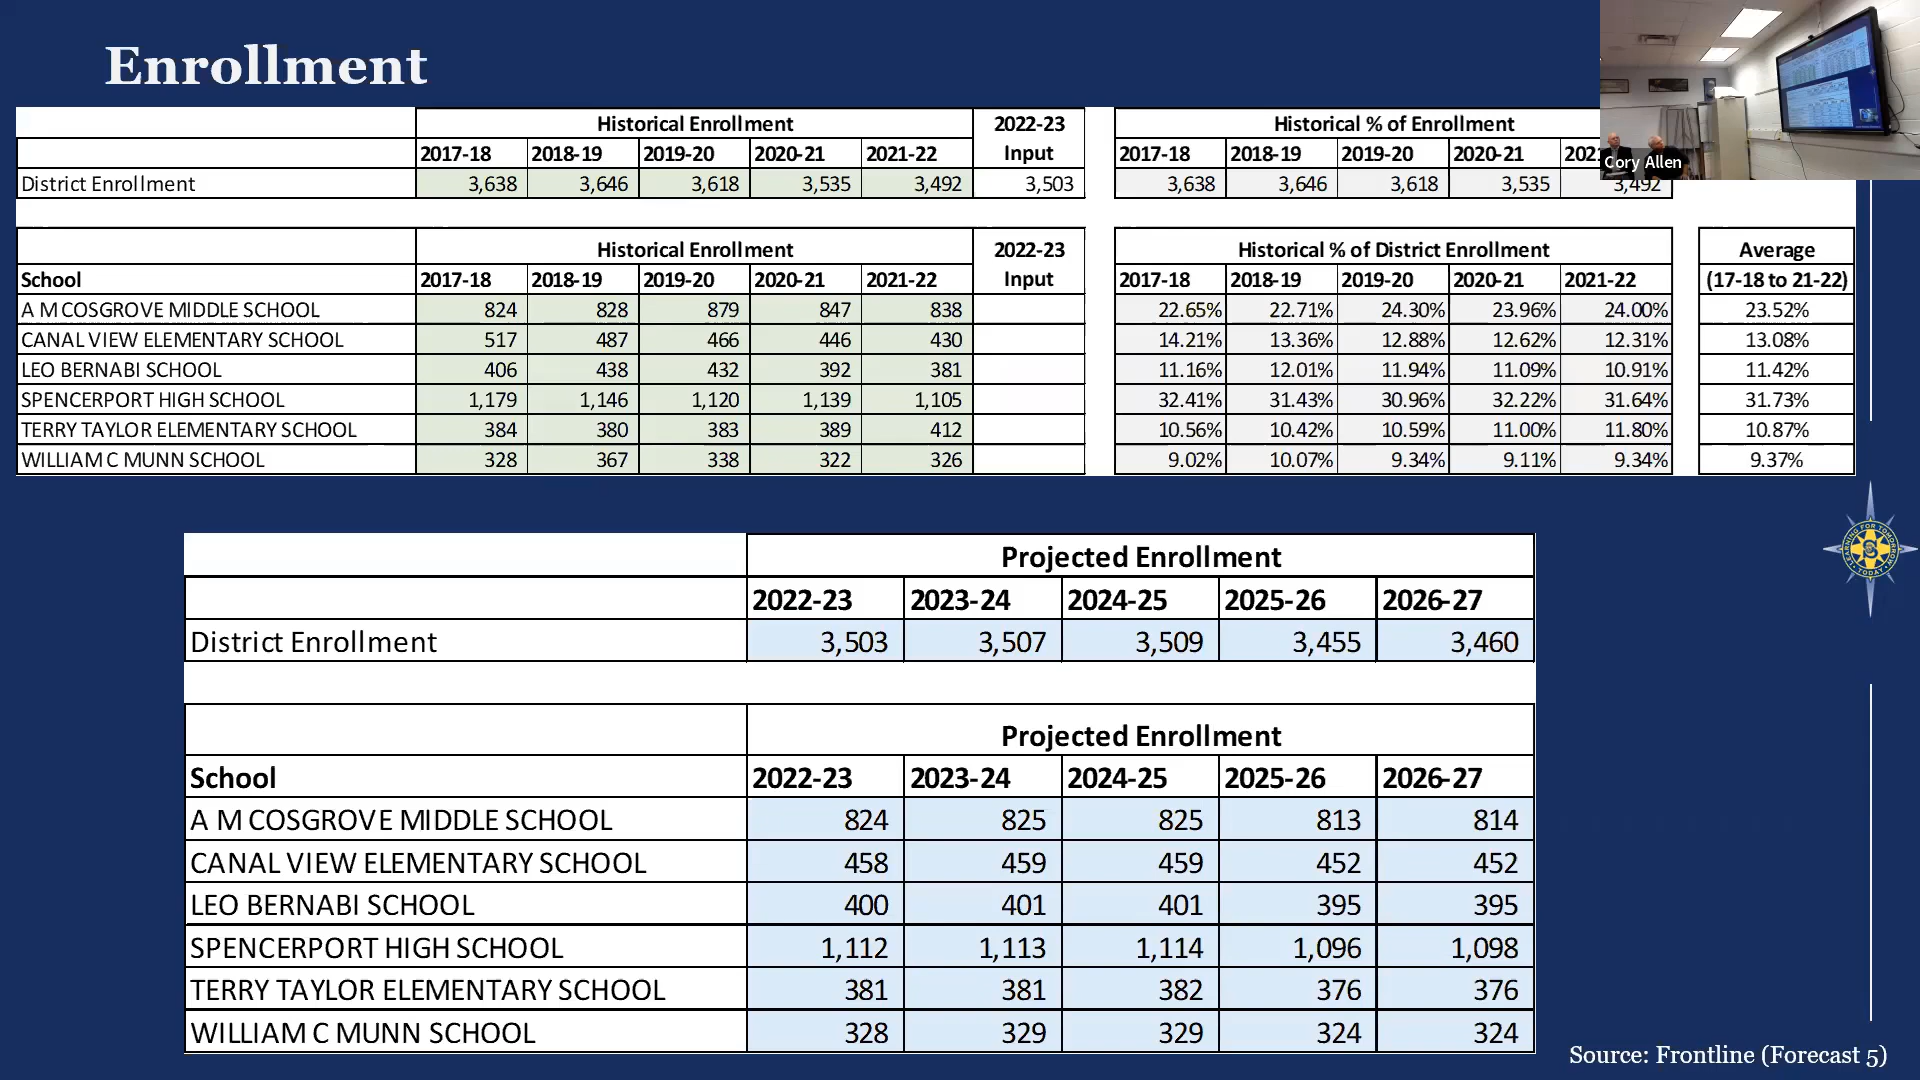 Enrollment
Historical Enrollment 2022-23 Historical % of Enrollment
2017-18 2018-19 2019-20 2020-21 2021-22 Input 2017-18 2018-19 2019-20 2020-21 202
District Enrollment 3,638 3,646 3,618 3,535 3,492 3,503 3,638 3,646 3,618 3,535 3,492
Cory Allen
Historical Enrollment 2022-23 Historical % of District Enrollment Average
School 2017-18 2018-19 2019-20 2020-21 2021-22 Input 2017-18 2018-19 2019-20 2020-21 2021-22 (17-18 to 21-22)
A M COSGROVE MIDDLE SCHOOL 824 828 879 847 838 22.65% 22.71% 24.30% 23.96% 24.00% 23.52%
CANAL VIEW ELEMENTARY SCHOOL 517 487 466 446 430 14.21% 13.36% 12.88% 12.62% 12.31% 13.08%
LEO BERNABI SCHOOL 406 438 432 392 381 11.16% 12.01% 11.94% 11.09% 10.91% 11.42%
SPENCERPORT HIGH SCHOOL 1,179 1,146 1,120 1,139 1,105 32.41% 31.43% 30.96% 32.22% 31.64% 31.73%
TERRY TAYLOR ELEMENTARY SCHOOL 384 380 383 389 412 10.56% 10.42% 10.59% 11.00% 11.80% 10.87%
WILLIAM C MUNN SCHOOL 328 367 338 322 326 9.02% 10.07% 9.34% 9.11% 9.34% 9.37%
Projected Enrollment
2022-23 2023-24 2024-25 2025-26 2026-27
District Enrollment 3,503 3,507 3,509 3,455 3,460
Projected Enrollment
School 2022-23 2023-24 2024-25 2025-26 2026-27
A M COSGROVE MIDDLE SCHOOL 824 825 825 813 814
CANAL VIEW ELEMENTARY SCHOOL 458 459 459 452 452
LEO BERNABI SCHOOL 400 401 401 395 395
SPENCERPORT HIGH SCHOOL 1,112 1,113 1,114 1,096 1,098
TERRY TAYLOR ELEMENTARY SCHOOL 381 381 382 376 376
WILLIAM C MUNN SCHOOL 328 329 329 324 324
LEARNING FOR TOMORROW
S
TODAY
Source: Frontline (Forecast 5)